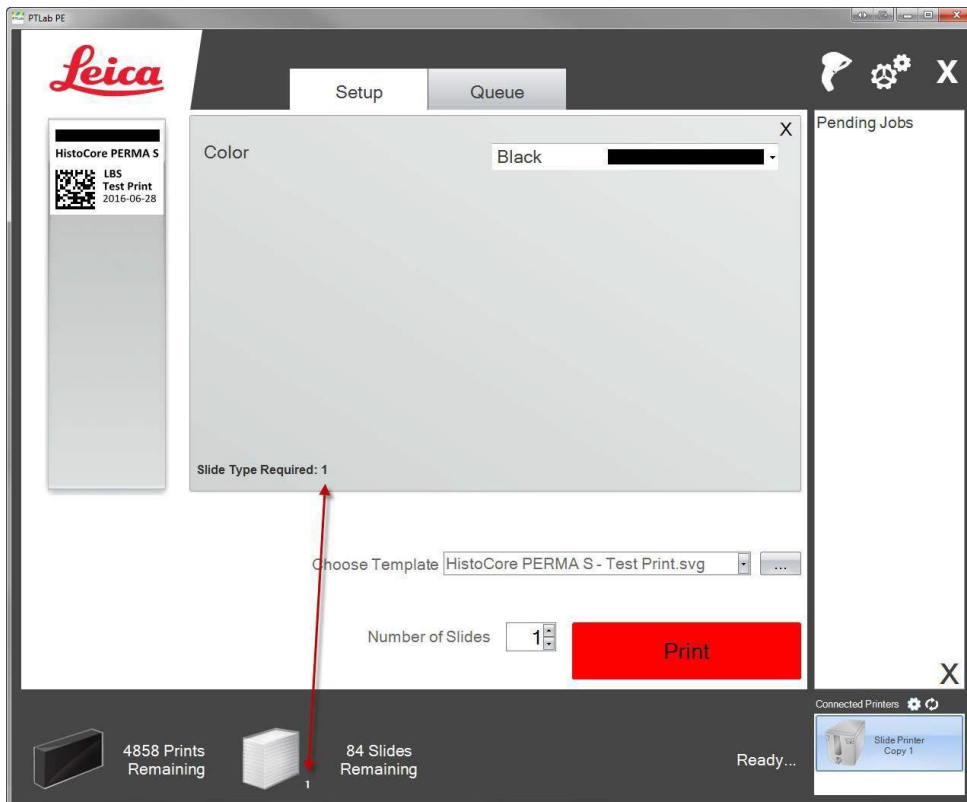 PTLab PE
Leica
Setup
Queue
X
HistoCore PERMA S
LBS
Test Print
2016-06-28
Color
Black
X
Slide Type Required: 1
Choose Template HistoCore PERMA S - Test Print.svg
...
Number of Slides 1
Print
Pending Jobs
X
4858 Prints
Remaining
84 Slides
Remaining
1
Ready...
Connected Printers
Slide Printer
Copy 1